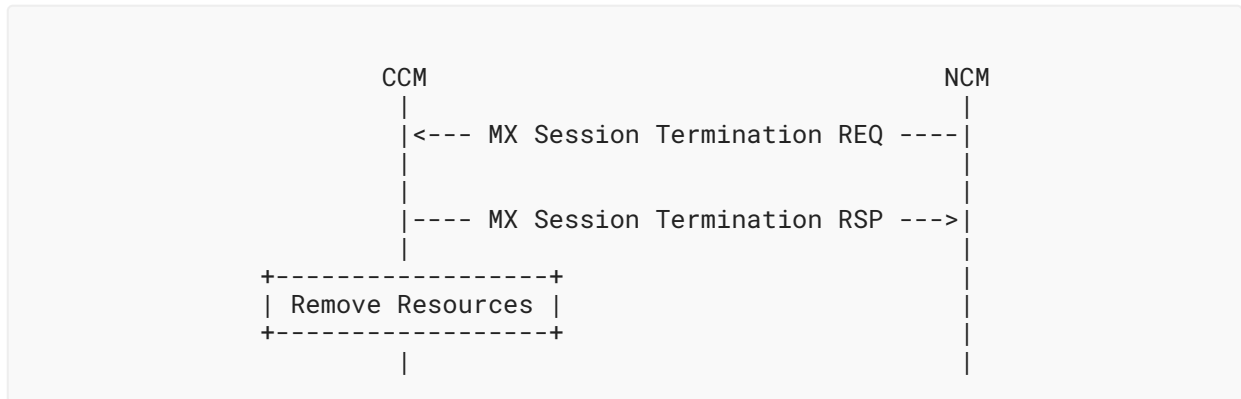 CCM NCM
| |
|<--- MX Session Termination REQ ----|
| |
| |
|---- MX Session Termination RSP --->|
| |
+------------------+ |
| Remove Resources | |
+------------------+ |
| |